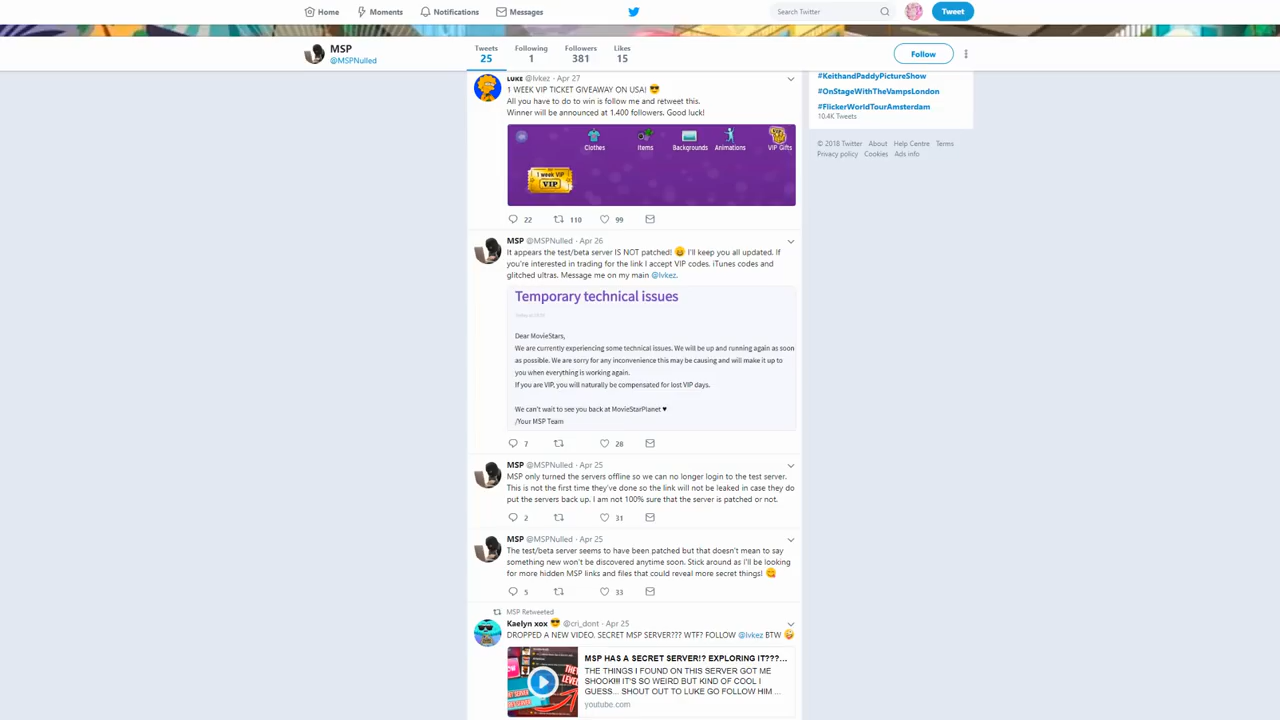 Home Moments Notifications Messages Search Twitter Tweet
MSP
@MSPNulled
Tweets Following Followers Likes
25 1 381 15
Follow
#KeithandPaddyPictureShow
#OnStageWithTheVampsLondon
#FlickerWorldTourAmsterdam
10.4K Tweets
© 2018 Twitter About Help Centre Terms
Privacy policy Cookies Ads info
LUKE @lvkez · Apr 27
1 WEEK VIP TICKET GIVEAWAY ON USA! 😎
All you have to do to win is follow me and retweet this.
Winner will be announced at 1.400 followers. Good luck!
Clothes Items Backgrounds Animations VIP Gifts
1 week VIP
VIP
22 110 99
MSP @MSPNulled · Apr 26
It appears the test/beta server IS NOT patched! 😄 I'll keep you all updated. If
you're interested in trading for the link I accept VIP codes, iTunes codes and
glitched ultras. Message me on my main @lvkez.
Temporary technical issues
Dear MovieStars,
We are currently experiencing some technical issues. We will be up and running again as soon
as possible. We are sorry for any inconvenience this may be causing and will make it up to
you when everything is working again.
If you are VIP, you will naturally be compensated for lost VIP days.
We can't wait to see you back at MovieStarPlanet ♥
/Your MSP Team
7 28
MSP @MSPNulled · Apr 25
MSP only turned the servers offline so we can no longer login to the test server.
This is not the first time they've done so the link will not be leaked in case they do
put the servers back up. I am not 100% sure that the server is patched or not.
2 31
MSP @MSPNulled · Apr 25
The test/beta server seems to have been patched but that doesn't mean to say
something new won't be discovered anytime soon. Stick around as I'll be looking
for more hidden MSP links and files that could reveal more secret things! 😋
5 33
MSP Retweeted
Kaelyn xox 😎 @cri_dont · Apr 25
DROPPED A NEW VIDEO. SECRET MSP SERVER??? WTF? FOLLOW @lvkez BTW 😜
MSP HAS A SECRET SERVER!? EXPLORING IT???...
THE THINGS I FOUND ON THIS SERVER GOT ME
SHOOK!!! IT'S SO WEIRD BUT KIND OF COOL I
GUESS... SHOUT OUT TO LUKE GO FOLLOW HIM ...
youtube.com